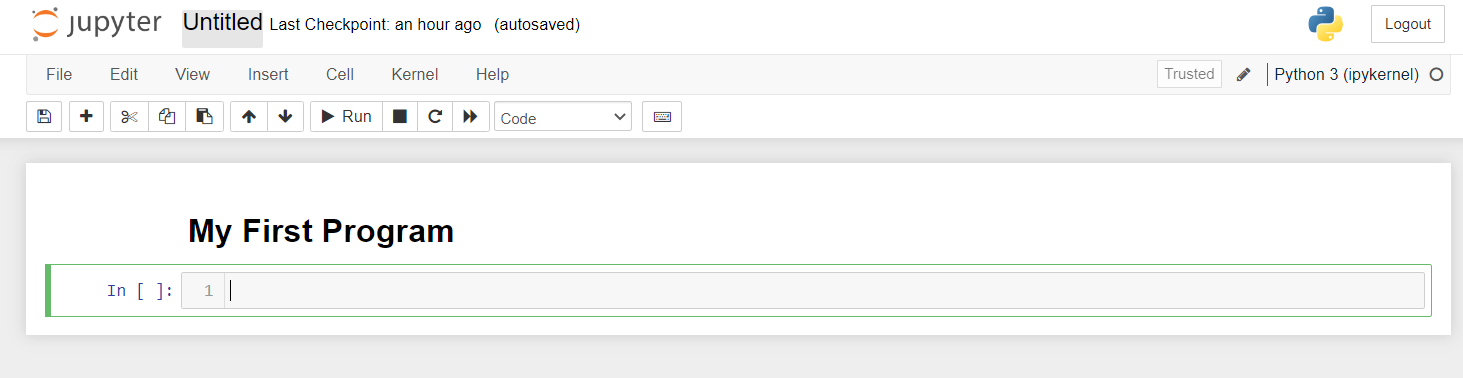 jupyter Untitled Last Checkpoint: an hour ago (autosaved) Logout
File Edit View Insert Cell Kernel Help Trusted Python 3 (ipykernel)
Run Code
My First Program
In [ ]: 1